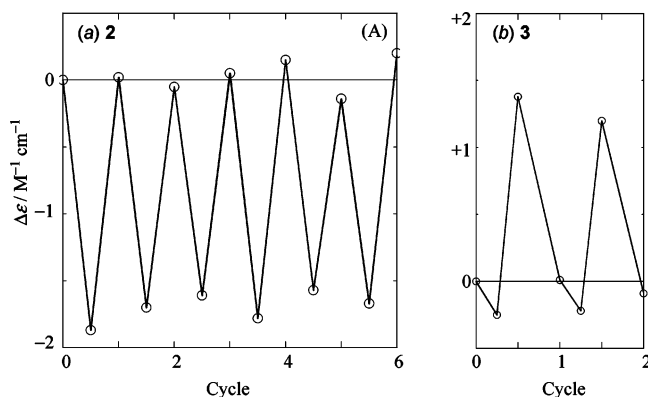 (a) 2
(A)
0
−1
−2
Δε / M⁻¹ cm⁻¹
0
2
4
6
Cycle
(b) 3
+2
+1
0
0
1
2
Cycle